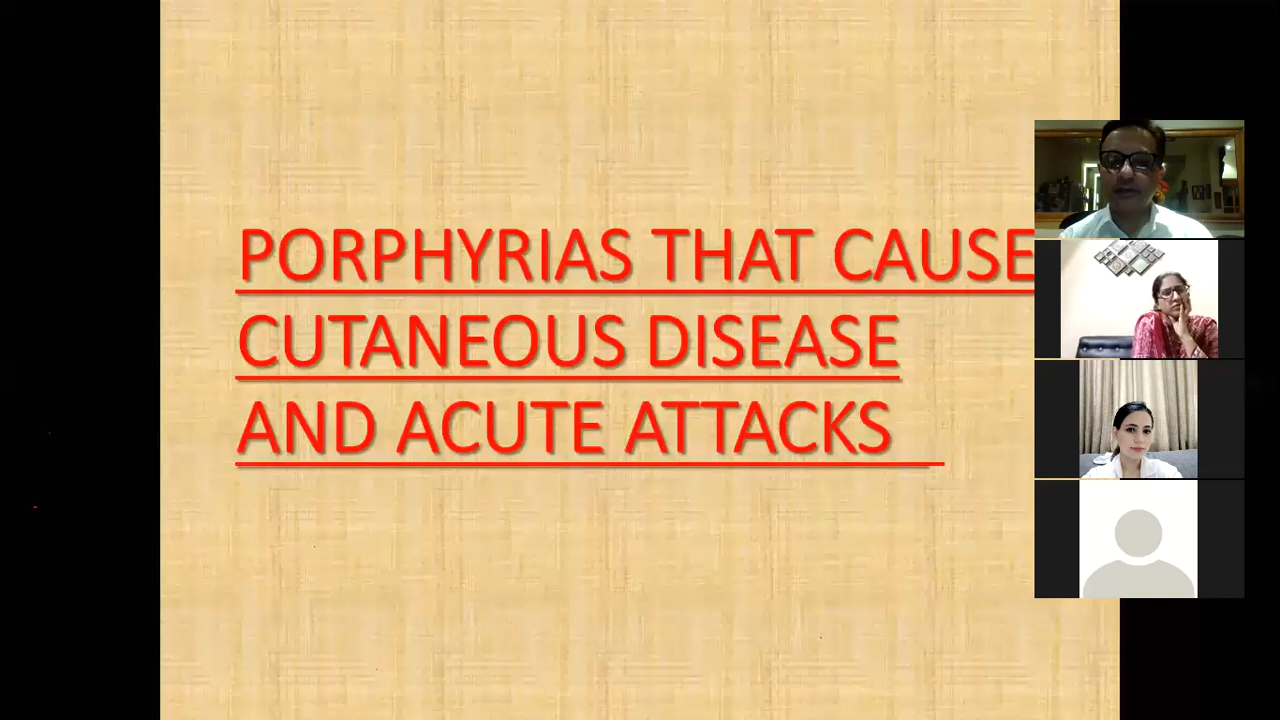 PORPHYRIAS THAT CAUSE
CUTANEOUS DISEASE
AND ACUTE ATTACKS